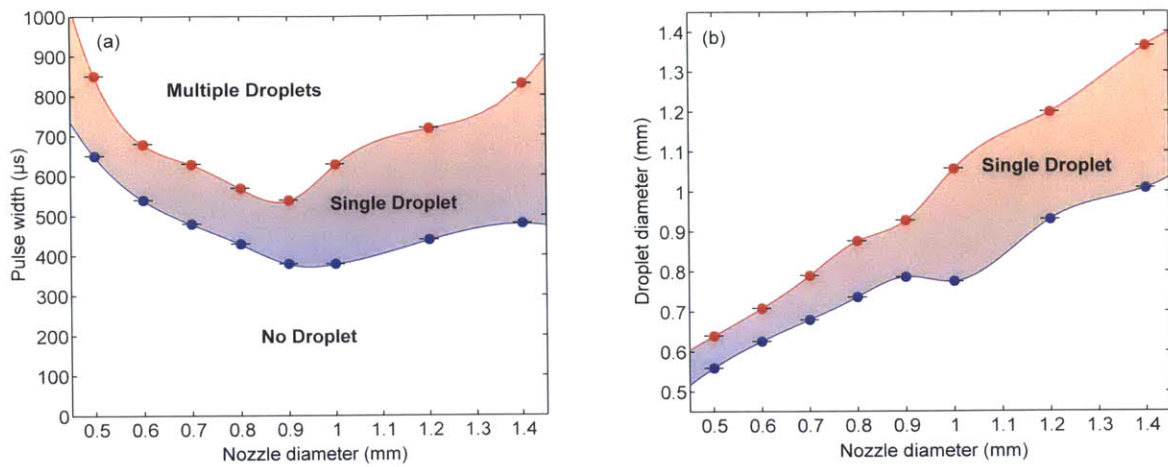 (a)
1000
900
800
700
600
500
400
300
200
100
0
Pulse width (µs)
Multiple Droplets
Single Droplet
No Droplet
0.5 0.6 0.7 0.8 0.9 1 1.1 1.2 1.3 1.4
Nozzle diameter (mm)
(b)
1.4
1.3
1.2
1.1
1
0.9
0.8
0.7
0.6
0.5
Droplet diameter (mm)
Single Droplet
0.5 0.6 0.7 0.8 0.9 1 1.1 1.2 1.3 1.4
Nozzle diameter (mm)